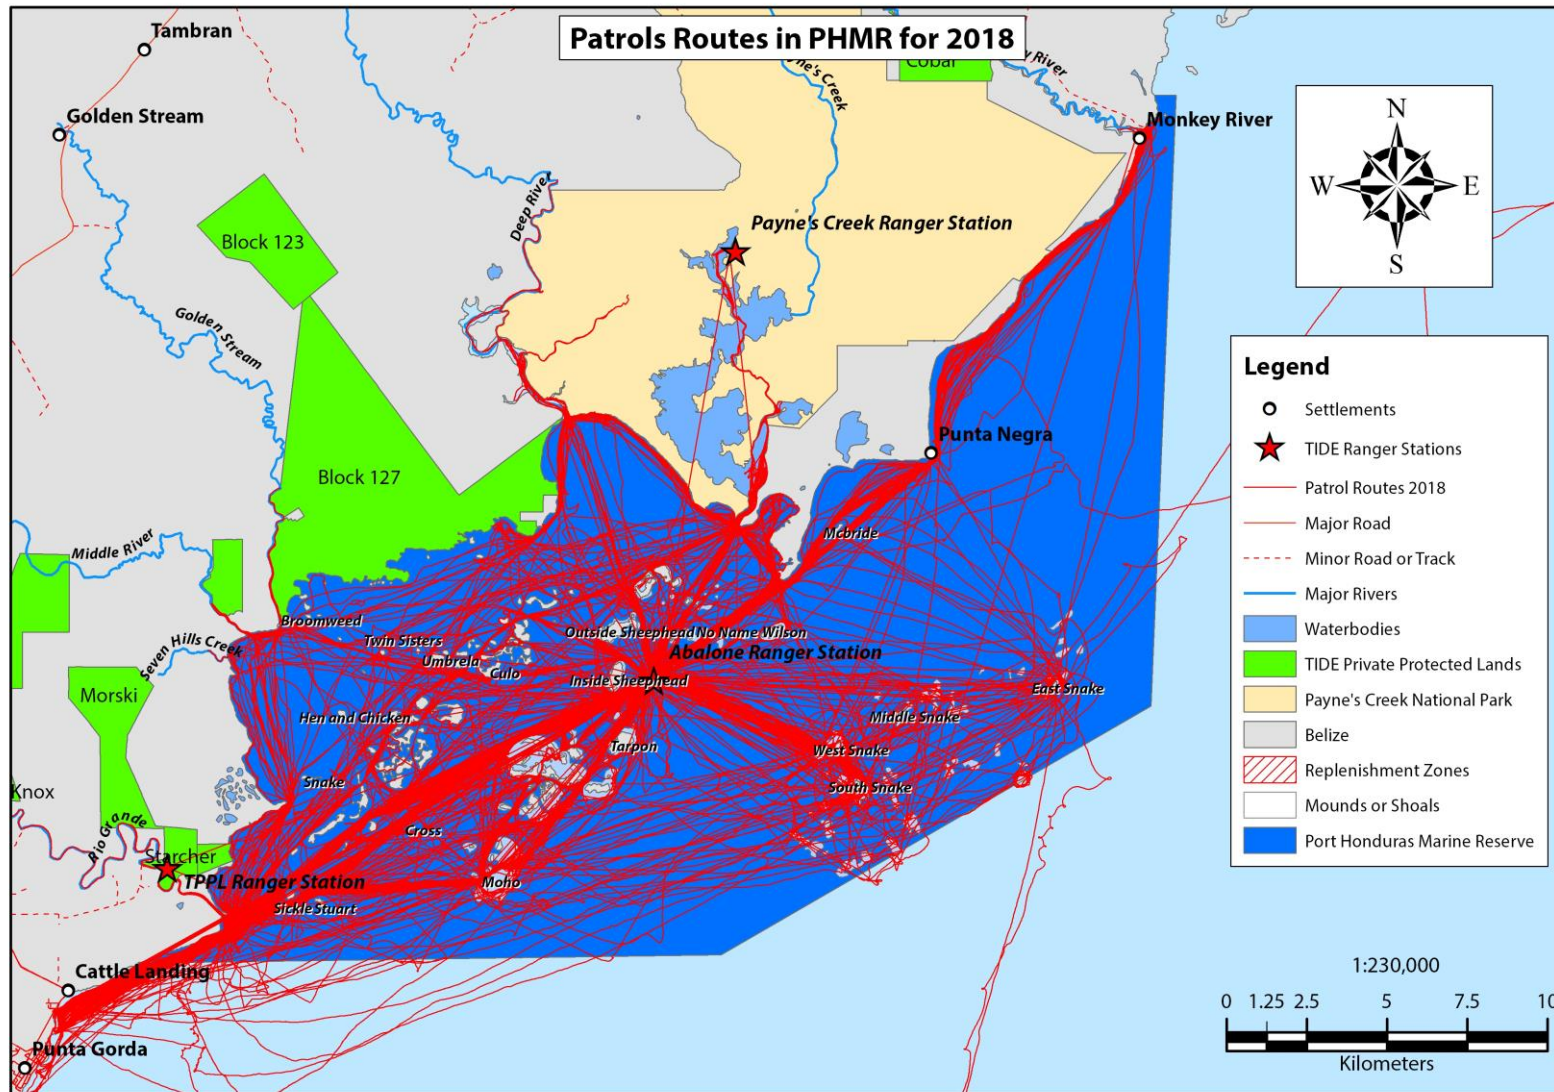 Patrols Routes in PHMR for 2018
Tambran
Golden Stream
Cobar
Monkey River
Payne's Creek Ranger Station
Deep River
Block 123
Golden Stream
N
W
E
S
Block 127
Punta Negra
Middle River
Mcbride
Seven Hills Creek
Broomweed
Twin Sisters
Umbrela
Culo
Outside Sheephead
No Name
Wilson
Abalone Ranger Station
Inside Sheephead
East Snake
Middle Snake
Morski
Hen and Chicken
Tarpon
West Snake
South Snake
Snake
Knox
Rio Grande
Cross
Starcher
TPPL Ranger Station
Moho
Sickle
Stuart
Cattle Landing
Punta Gorda
Legend
Settlements
TIDE Ranger Stations
Patrol Routes 2018
Major Road
Minor Road or Track
Major Rivers
Waterbodies
TIDE Private Protected Lands
Payne's Creek National Park
Belize
Replenishment Zones
Mounds or Shoals
Port Honduras Marine Reserve
1:230,000
0 1.25 2.5 5 7.5 10
Kilometers